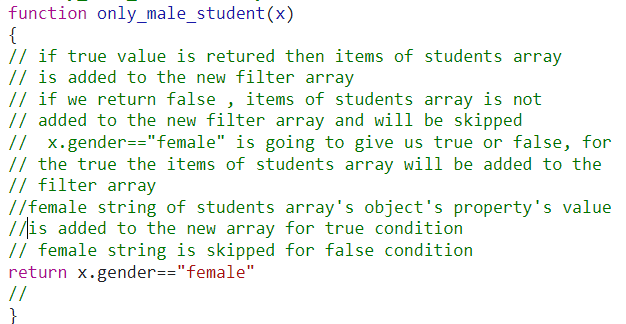 function only_male_student(x)
{
// if true value is retured then items of students array
// is added to the new filter array
// if we return false , items of students array is not
// added to the new filter array and will be skipped
//  x.gender=="female" is going to give us true or false, for
// the true the items of students array will be added to the
// filter array
//female string of students array's object's property's value
//is added to the new array for true condition
// female string is skipped for false condition
return x.gender=="female"
//
}